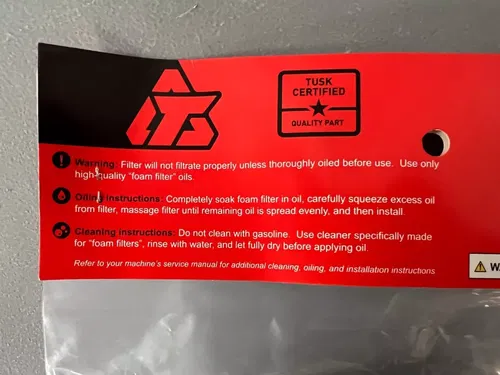 TUSK
CERTIFIED
QUALITY PART
Warning: Filter will not filtrate properly unless thoroughly oiled before use. Use only
high-quality "foam filter" oils.
Oiling Instructions: Completely soak foam filter in oil, carefully squeeze excess oil
from filter, massage filter until remaining oil is spread evenly, and then install.
Cleaning Instructions: Do not clean with gasoline. Use cleaner specifically made
for "foam filters", rinse with water, and let fully dry before applying oil.
Refer to your machine's service manual for additional cleaning, oiling, and installation instructions
W